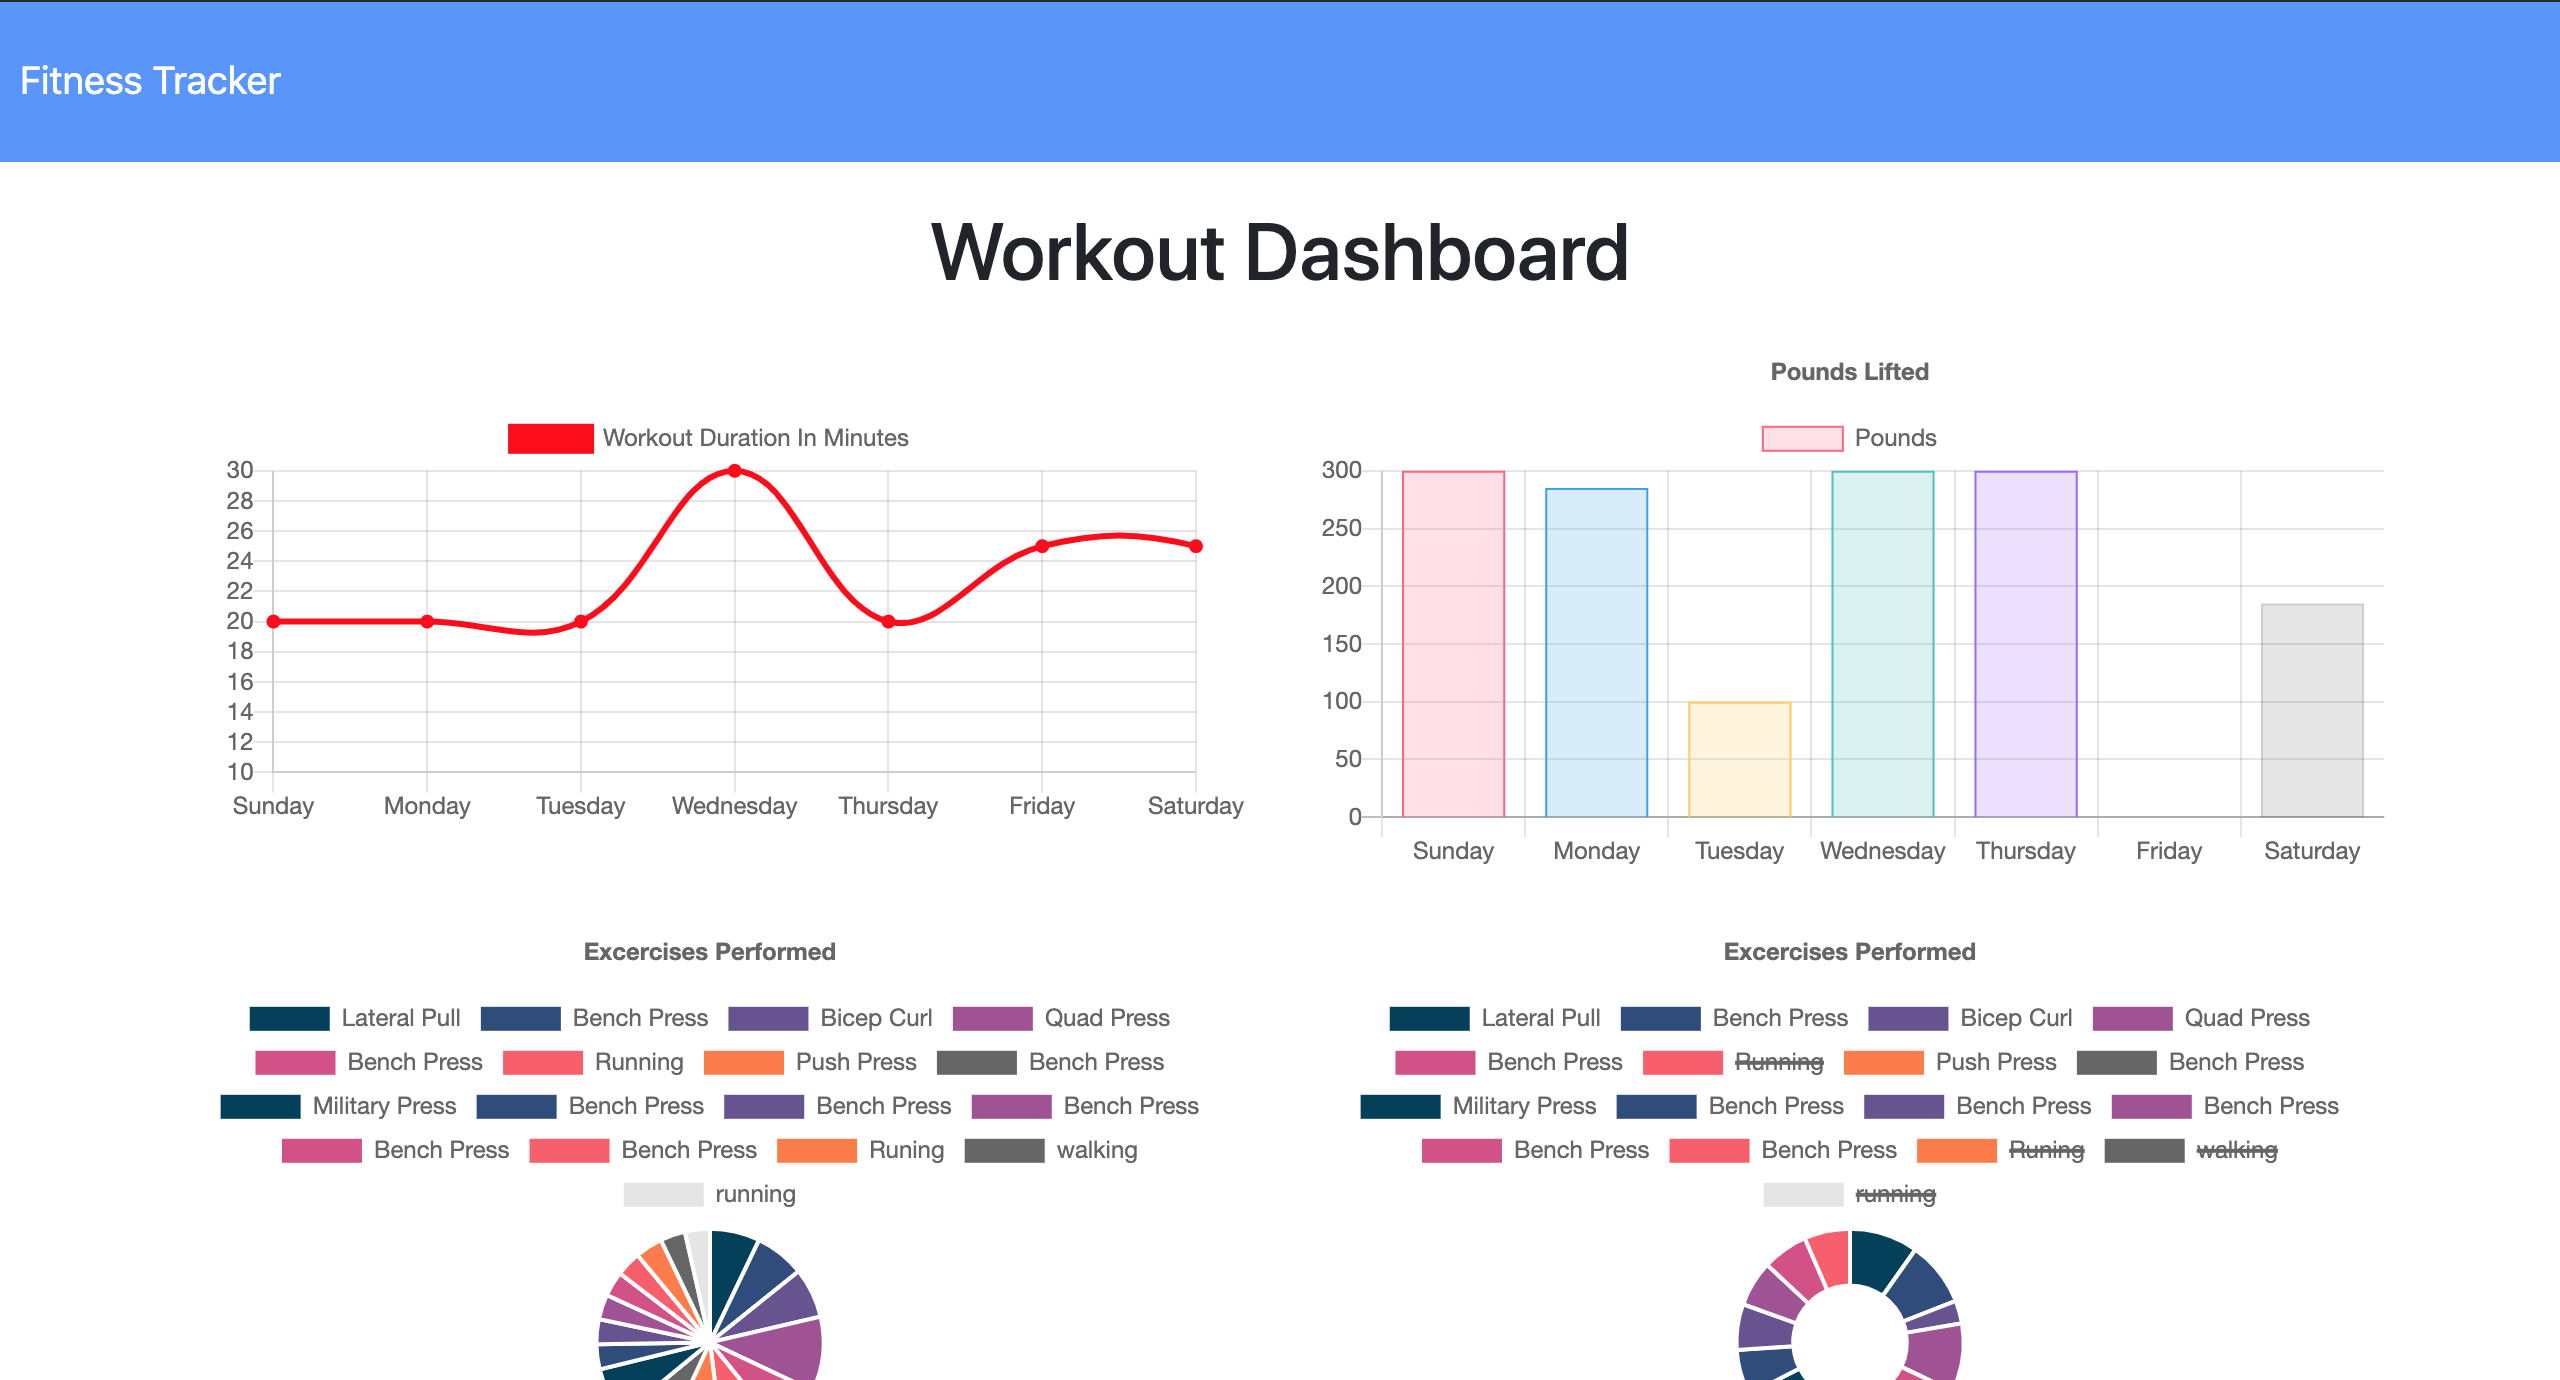 Fitness Tracker
Workout Dashboard
Workout Duration In Minutes
30
28
26
24
22
20
18
16
14
12
10
Sunday Monday Tuesday Wednesday Thursday Friday Saturday
Pounds Lifted
Pounds
300
250
200
150
100
50
0
Sunday Monday Tuesday Wednesday Thursday Friday Saturday
Excercises Performed
Lateral Pull Bench Press Bicep Curl Quad Press
Bench Press Running Push Press Bench Press
Military Press Bench Press Bench Press Bench Press
Bench Press Bench Press Runing walking
running
Excercises Performed
Lateral Pull Bench Press Bicep Curl Quad Press
Bench Press Running Push Press Bench Press
Military Press Bench Press Bench Press Bench Press
Bench Press Bench Press Runing walking
running